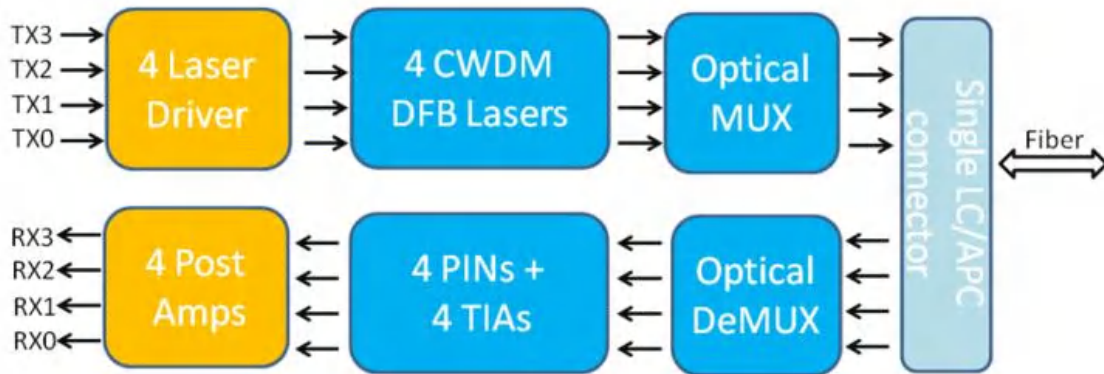 TX3
TX2
TX1
TX0
4 Laser
Driver
4 CWDM
DFB Lasers
Optical
MUX
Single LC/APC
connector
Fiber
RX3
RX2
RX1
RX0
4 Post
Amps
4 PINs +
4 TIAs
Optical
DeMUX